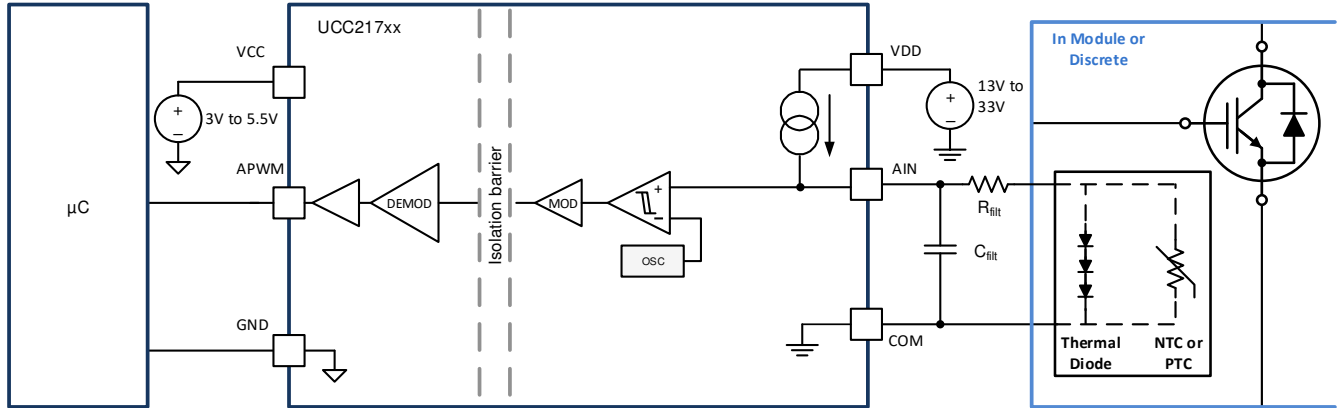 UCC217xx
In Module or
Discrete
VCC
VDD
+
−
3V to 5.5V
+
−
13V to
33V
APWM
AIN
µC
DEMOD
Isolation barrier
MOD
+
−
Rfilt
OSC
Cfilt
GND
COM
Thermal
Diode
NTC or
PTC